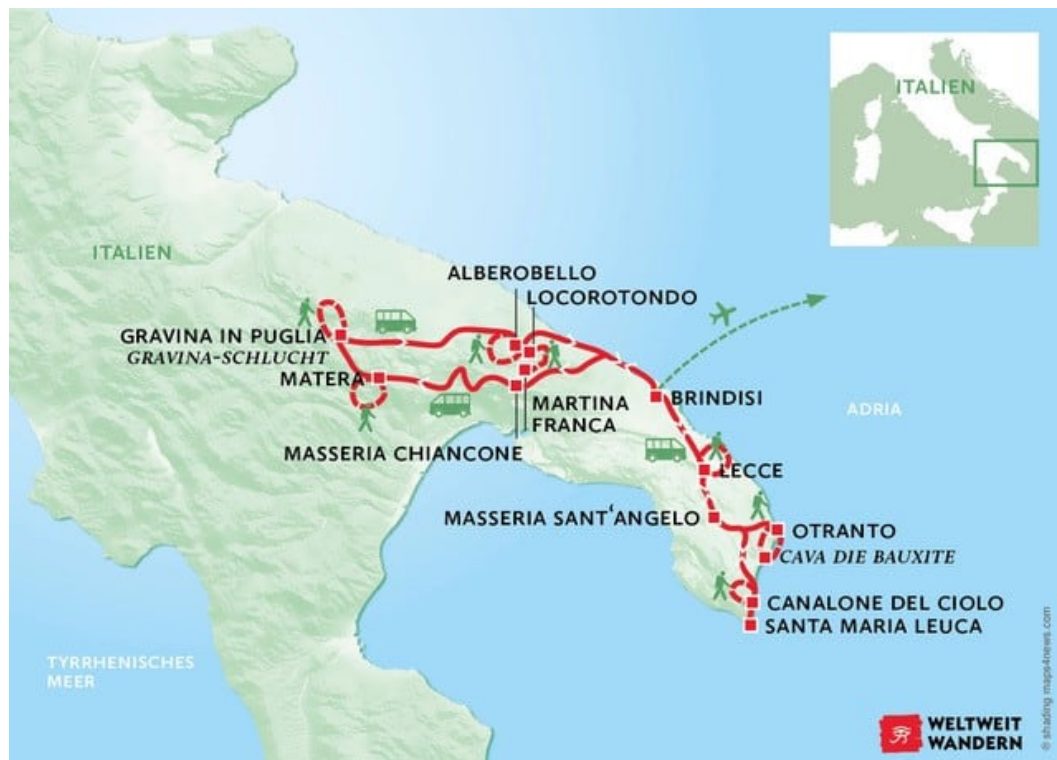 ITALIEN
ITALIEN
ALBEROBELLO
LOCOROTONDO
GRAVINA IN PUGLIA
GRAVINA-SCHLUCHT
MATERA
BRINDISI
MARTINA
FRANCA
ADRIA
MASSERIA CHIANCONE
LECCE
MASSERIA SANT‘ANGELO
OTRANTO
CAVA DIE BAUXITE
CANALONE DEL CIOLO
SANTA MARIA LEUCA
TYRRHENISCHES
MEER
WELTWEIT
WANDERN
© shading maps4news.com